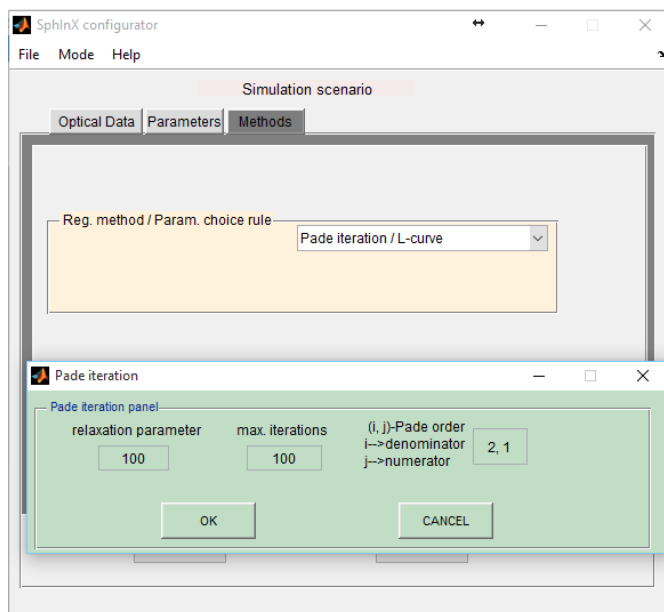 SphInX configurator
File Mode Help
Simulation scenario
Optical Data Parameters Methods
Reg. method / Param. choice rule
Pade iteration / L-curve
Pade iteration
Pade iteration panel
relaxation parameter
100
max. iterations
100
(i, j)-Pade order
i-->denominator
j-->numerator
2, 1
OK CANCEL